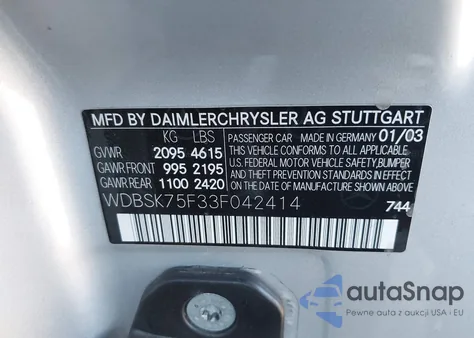 MFD BY DAIMLERCHRYSLER AG STUTTGART
KG LBS
GVWR 2095 4615
GAWR FRONT 995 2195
GAWR REAR 1100 2420
PASSENGER CAR MADE IN GERMANY 01/03
THIS VEHICLE CONFORMS TO ALL APPLICABLE
U.S. FEDERAL MOTOR VEHICLE SAFETY, BUMPER
AND THEFT PREVENTION STANDARDS IN EFFECT
ON THE DATE OF MANUFACTURE SHOWN ABOVE.
WDBSK75F33F042414
744
autaSnap
Pewne auto z aukcji USA i EU